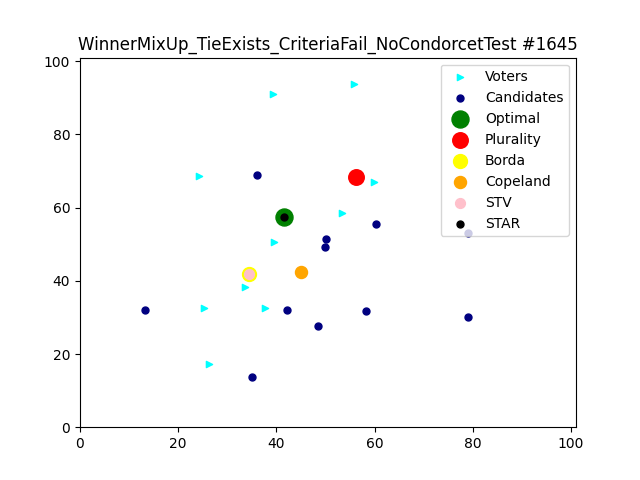 WinnerMixUp_TieExists_CriteriaFail_NoCondorcetTest #1645
100
80
60
40
20
0
0
20
40
60
80
100
Voters
Candidates
Optimal
Plurality
Borda
Copeland
STV
STAR